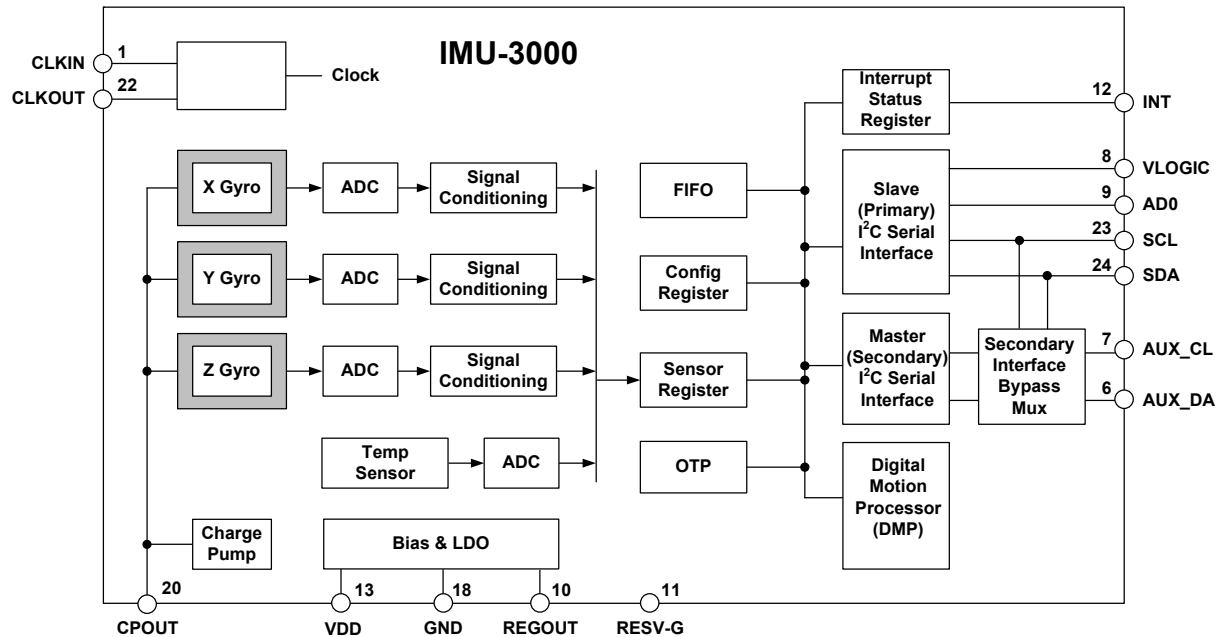 IMU-3000
CLKIN
1
CLKOUT
22
Clock
Interrupt
Status
Register
12
INT
X Gyro
ADC
Signal
Conditioning
FIFO
Slave
(Primary)
I²C Serial
Interface
8
VLOGIC
9
AD0
23
SCL
24
SDA
Y Gyro
ADC
Signal
Conditioning
Config
Register
Z Gyro
ADC
Signal
Conditioning
Sensor
Register
Master
(Secondary)
I²C Serial
Interface
Secondary
Interface
Bypass
Mux
7
AUX_CL
6
AUX_DA
Temp
Sensor
ADC
OTP
Digital
Motion
Processor
(DMP)
Charge
Pump
Bias & LDO
20
13
18
10
11
CPOUT
VDD
GND
REGOUT
RESV-G